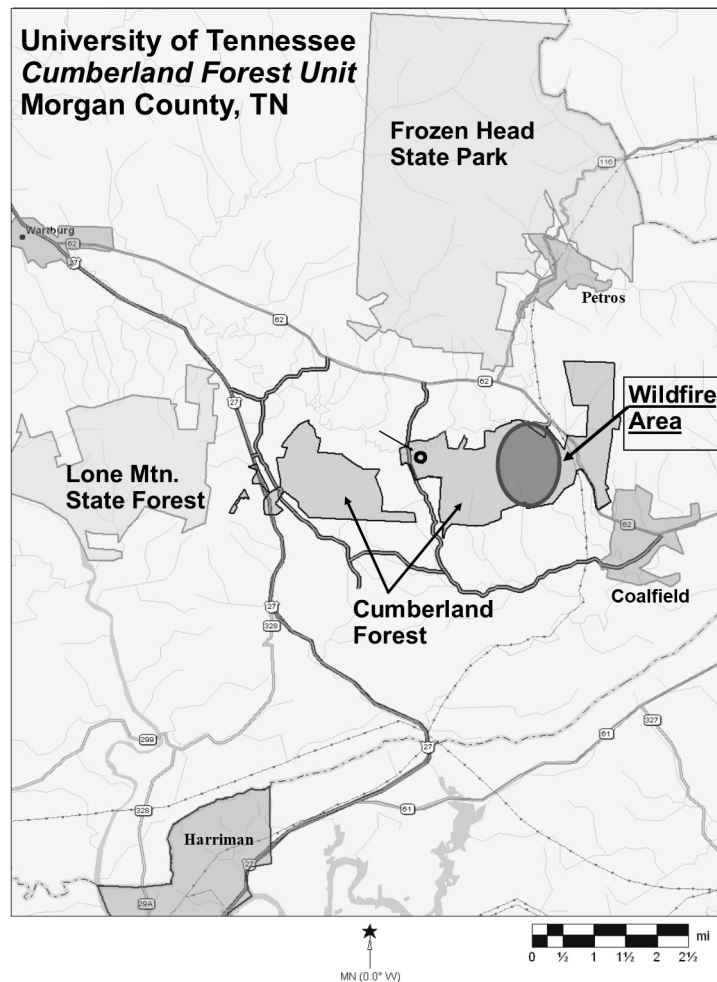 University of Tennessee
Cumberland Forest Unit
Morgan County, TN
Frozen Head
State Park
116
Wartburg
62
27
Petros
62
62
Wildfire
Area
27
Lone Mtn.
State Forest
62
Coalfield
Cumberland
Forest
27
328
299
27
61
327
328
61
Harriman
27
29A
MN (0.0° W)
mi
0 ½ 1 1½ 2 2½